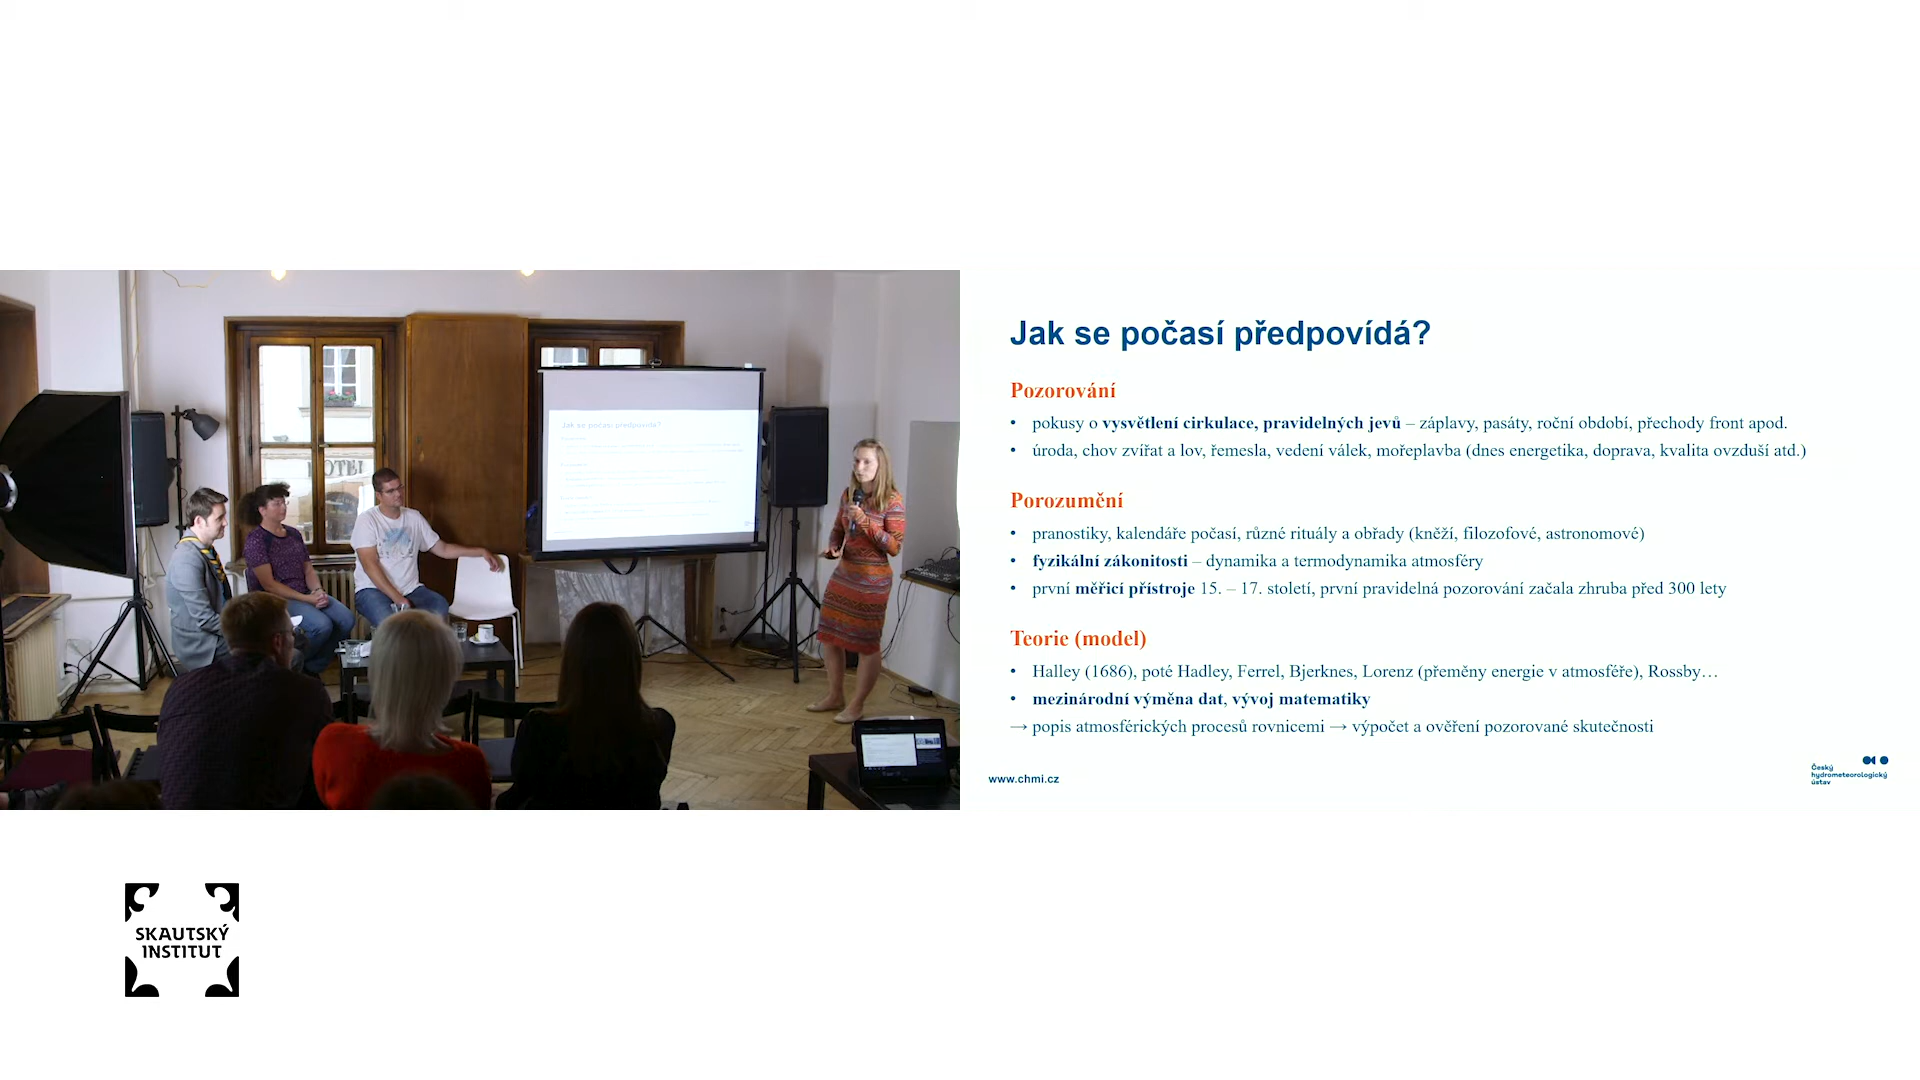 HOTEL
Jak se počasí předpovídá?
Jak se počasí předpovídá?
Pozorování
• pokusy o vysvětlení cirkulace, pravidelných jevů – záplavy, pasáty, roční období, přechody front apod.
• úroda, chov zvířat a lov, řemesla, vedení válek, mořeplavba (dnes energetika, doprava, kvalita ovzduší atd.)
Porozumění
• pranostiky, kalendáře počasí, různé rituály a obřady (kněží, filozofové, astronomové)
• fyzikální zákonitosti – dynamika a termodynamika atmosféry
• první měřicí přístroje 15. – 17. století, první pravidelná pozorování začala zhruba před 300 lety
Teorie (model)
• Halley (1686), poté Hadley, Ferrel, Bjerknes, Lorenz (přeměny energie v atmosféře), Rossby…
• mezinárodní výměna dat, vývoj matematiky
→ popis atmosférických procesů rovnicemi → výpočet a ověření pozorované skutečnosti
www.chmi.cz
Český
hydrometeorologický
ústav
SKAUTSKÝ
INSTITUT